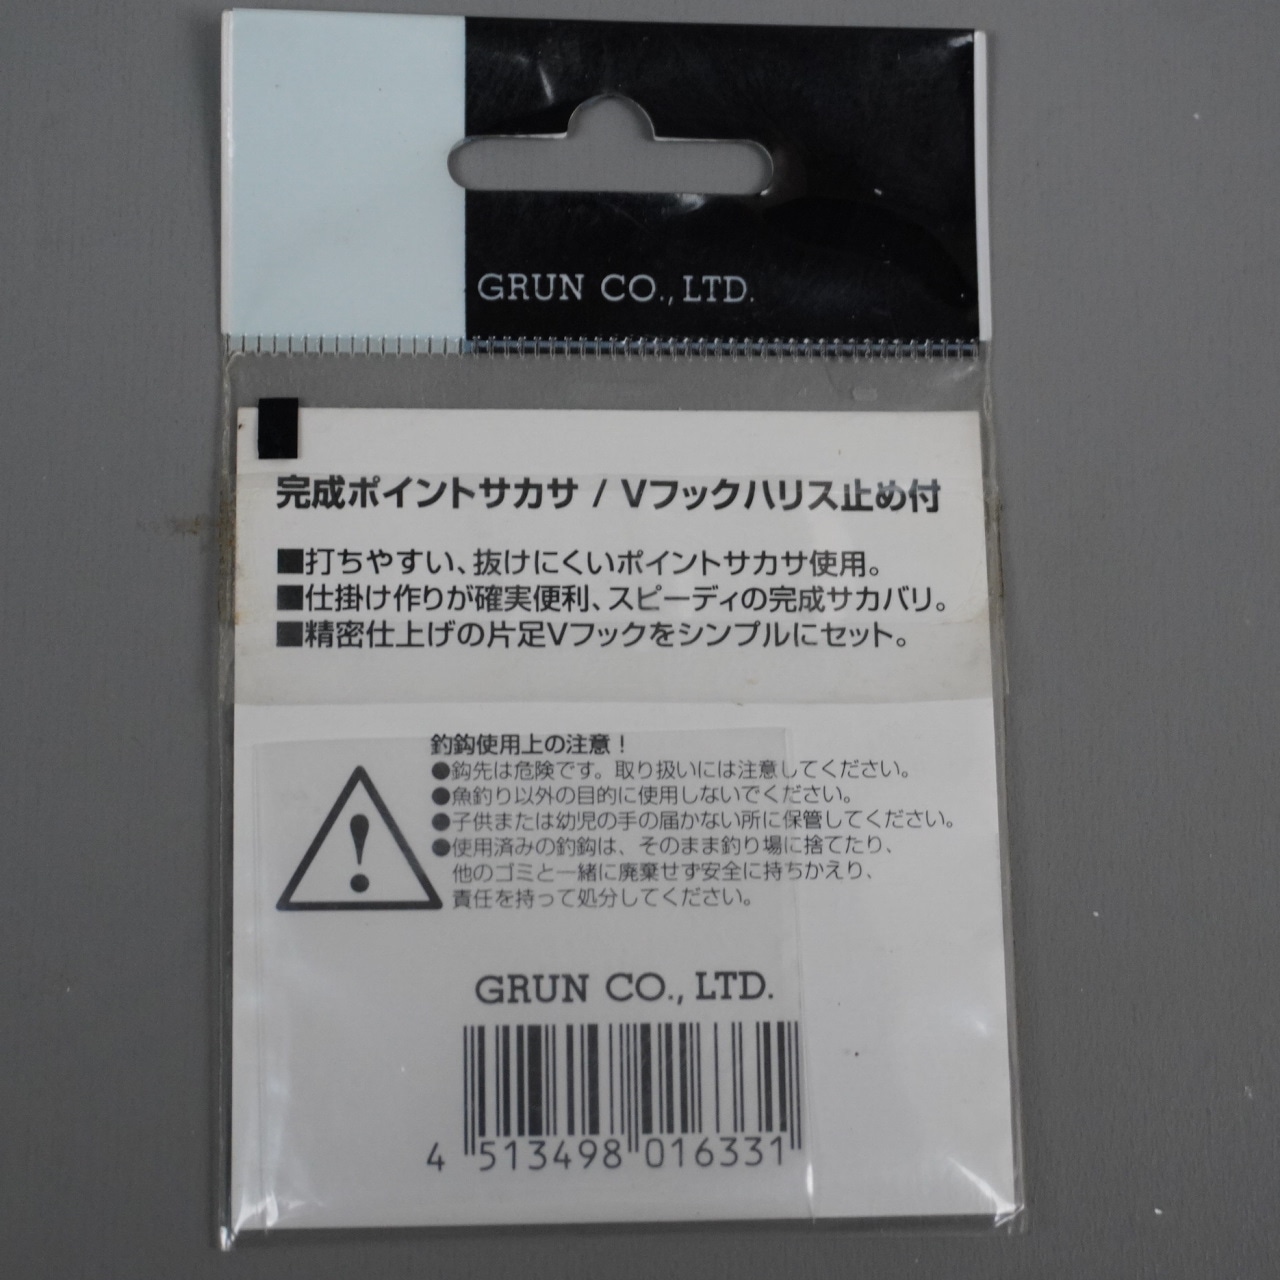 GRUN CO., LTD.
完成ポイントサカサ / Vフックハリス止め付
■打ちやすい、抜けにくいポイントサカサ使用。
■仕掛け作りが確実便利、スピーディの完成サカバリ。
■精密仕上げの片足Vフックをシンプルにセット。
釣鈎使用上の注意！
●鈎先は危険です。取り扱いには注意してください。
●魚釣り以外の目的に使用しないでください。
●子供または幼児の手の届かない所に保管してください。
●使用済みの釣鈎は、そのまま釣り場に捨てたり、
他のゴミと一緒に廃棄せず安全に持ちかえり、
責任を持って処分してください。
GRUN CO., LTD.
4 513498 016331